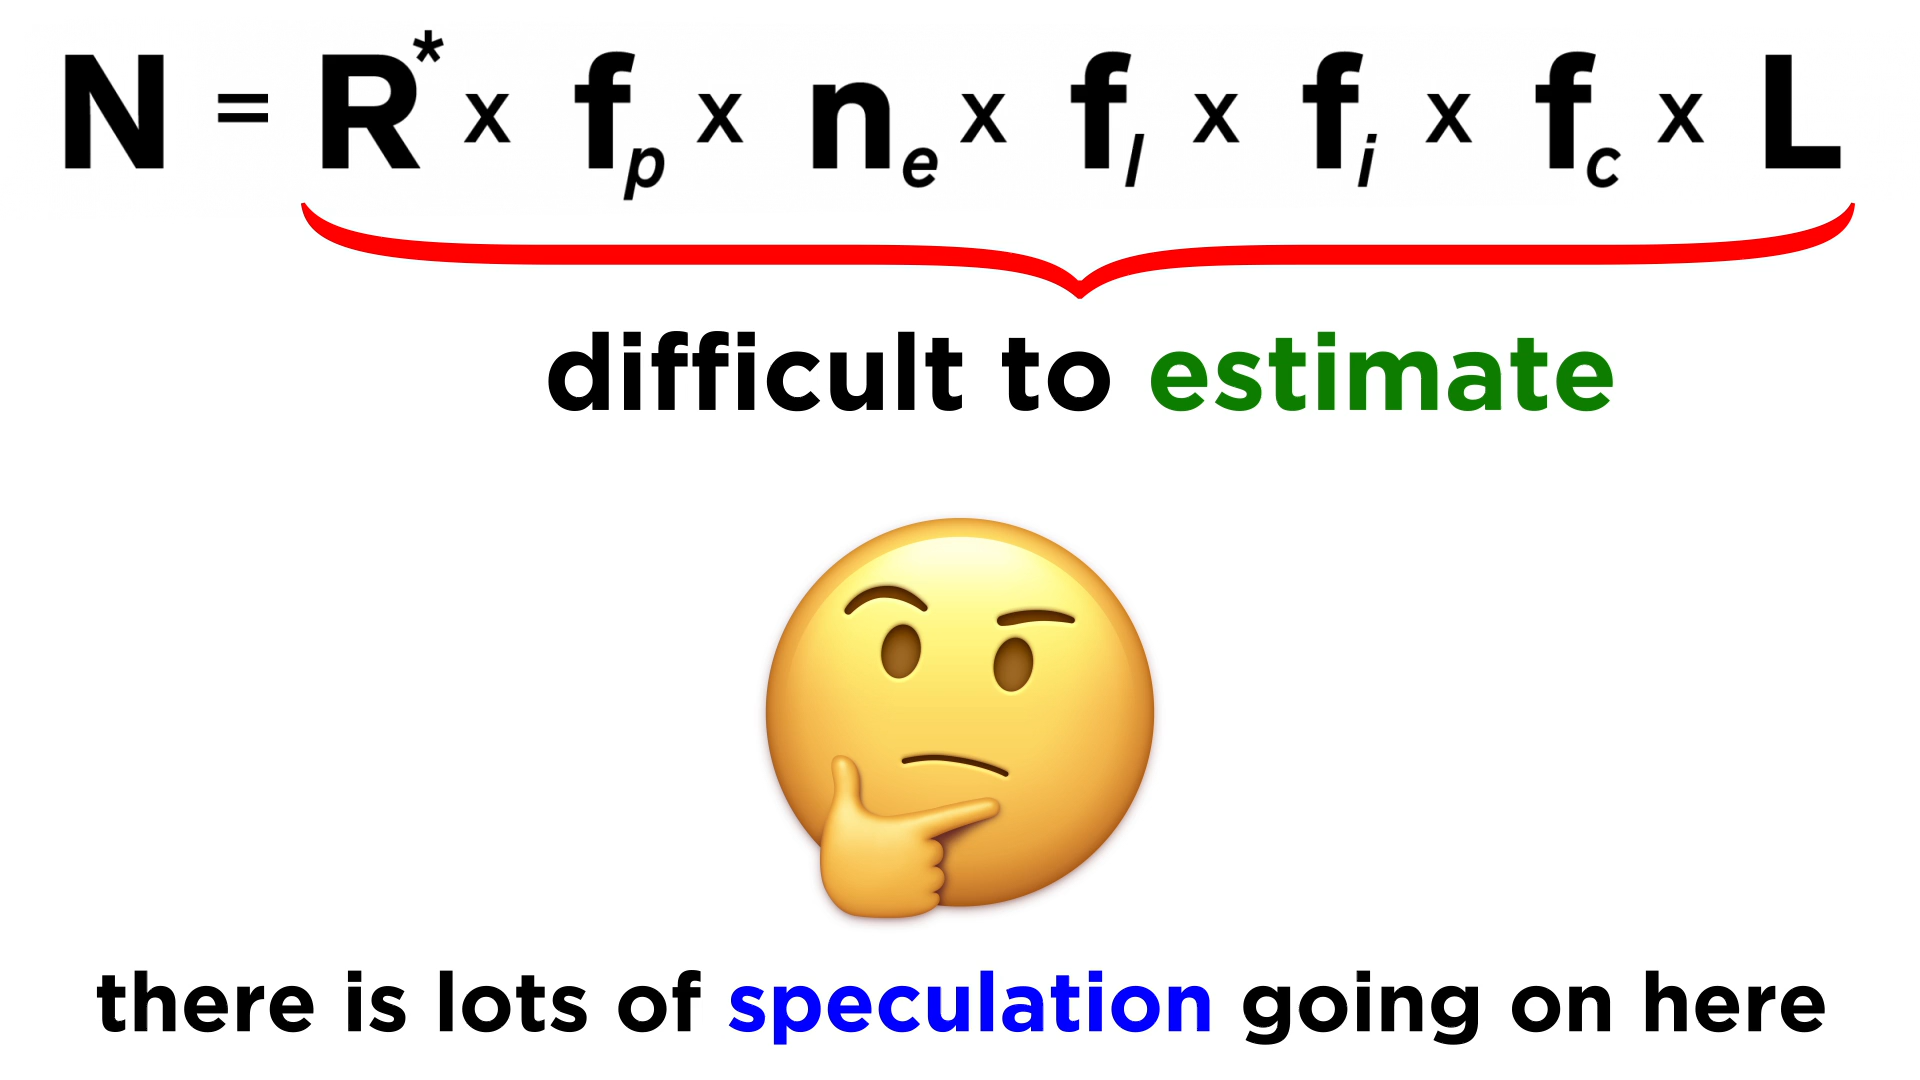 N = R* x fp x ne x fl x fi x fc x L
difficult to estimate
there is lots of speculation going on here